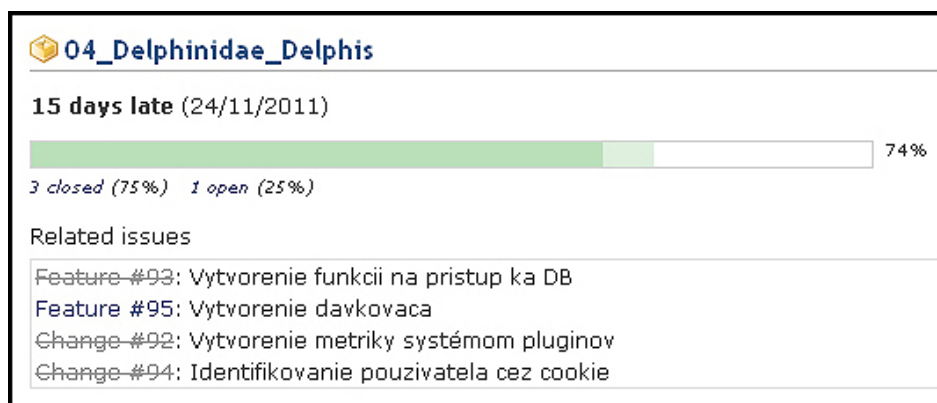 04_Delphinidae_Delphis
15 days late (24/11/2011)
74%
3 closed (75%) 1 open (25%)
Related issues
Feature #93: Vytvorenie funkcii na pristup ka DB
Feature #95: Vytvorenie davkovaca
Change #92: Vytvorenie metriky systémom pluginov
Change #94: Identifikovanie pouzivatela cez cookie